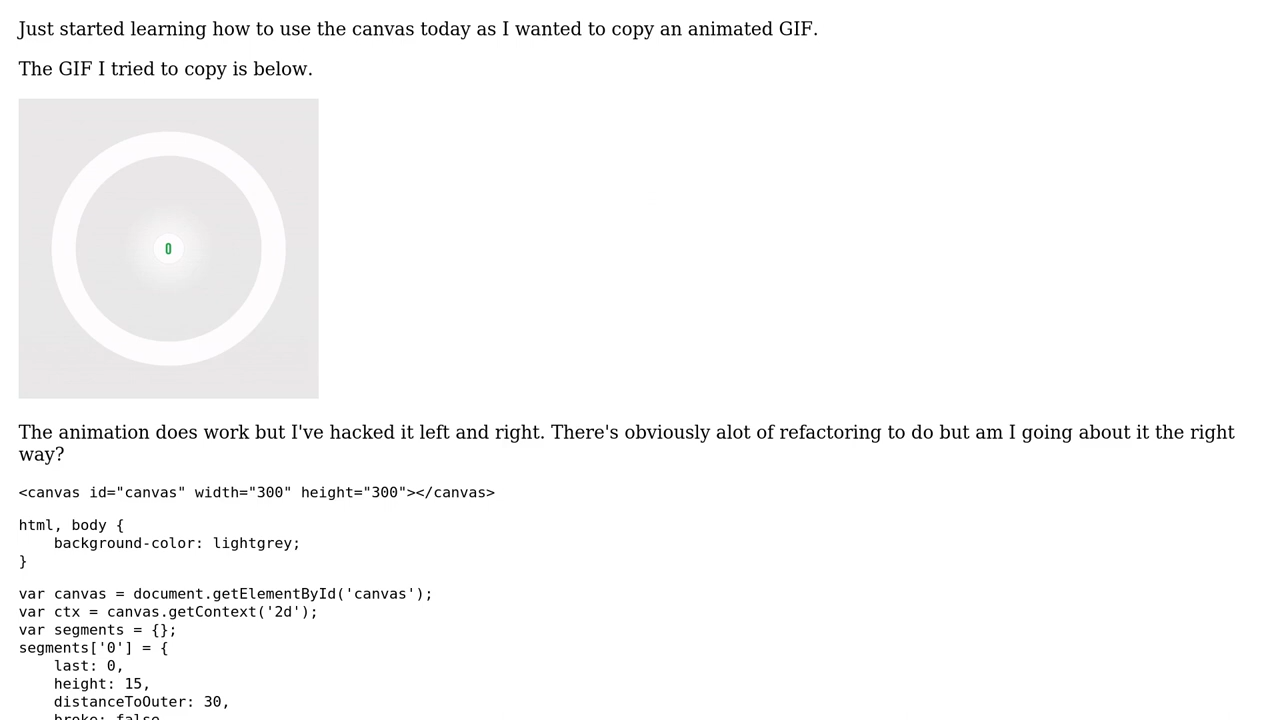 Just started learning how to use the canvas today as I wanted to copy an animated GIF.
The GIF I tried to copy is below.
0
The animation does work but I've hacked it left and right. There's obviously alot of refactoring to do but am I going about it the right
way?
<canvas id="canvas" width="300" height="300"></canvas>
html, body {
    background-color: lightgrey;
}
var canvas = document.getElementById('canvas');
var ctx = canvas.getContext('2d');
var segments = {};
segments['0'] = {
    last: 0,
    height: 15,
    distanceToOuter: 30,
    broke: false